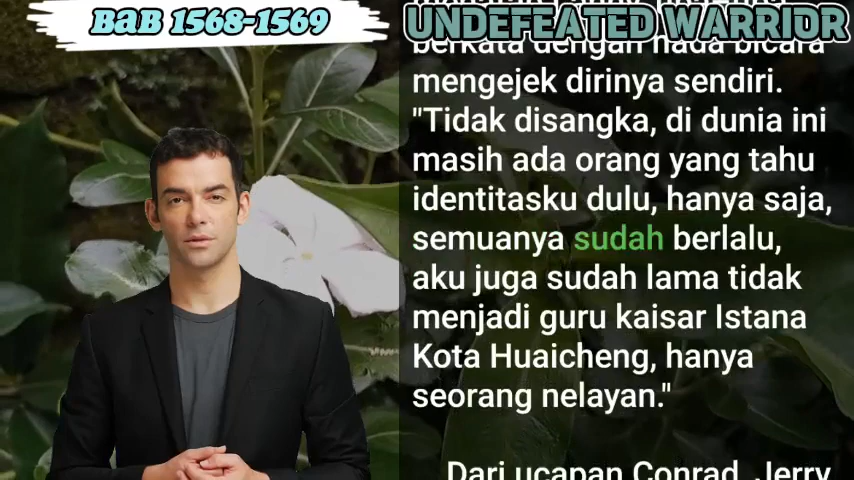 BAB 1568-1569
UNDEFEATED WARRIOR
berkata dengan nada bicara
mengejek dirinya sendiri.
"Tidak disangka, di dunia ini
masih ada orang yang tahu
identitasku dulu, hanya saja,
semuanya sudah berlalu,
aku juga sudah lama tidak
menjadi guru kaisar Istana
Kota Huaicheng, hanya
seorang nelayan."
Dari ucapan Conrad, Jerry